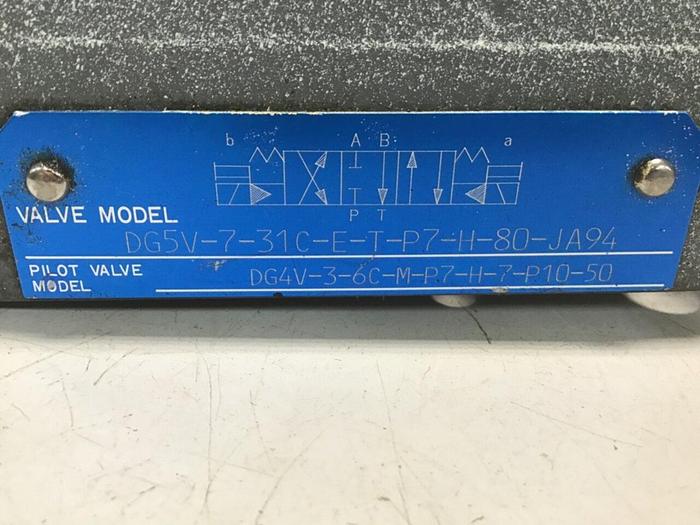 b A B a
P T
VALVE MODEL
DG5V-7-31C-E-T-P7-H-80-JA94
PILOT VALVE MODEL
DG4V-3-6C-M-P7-H-7-P10-50